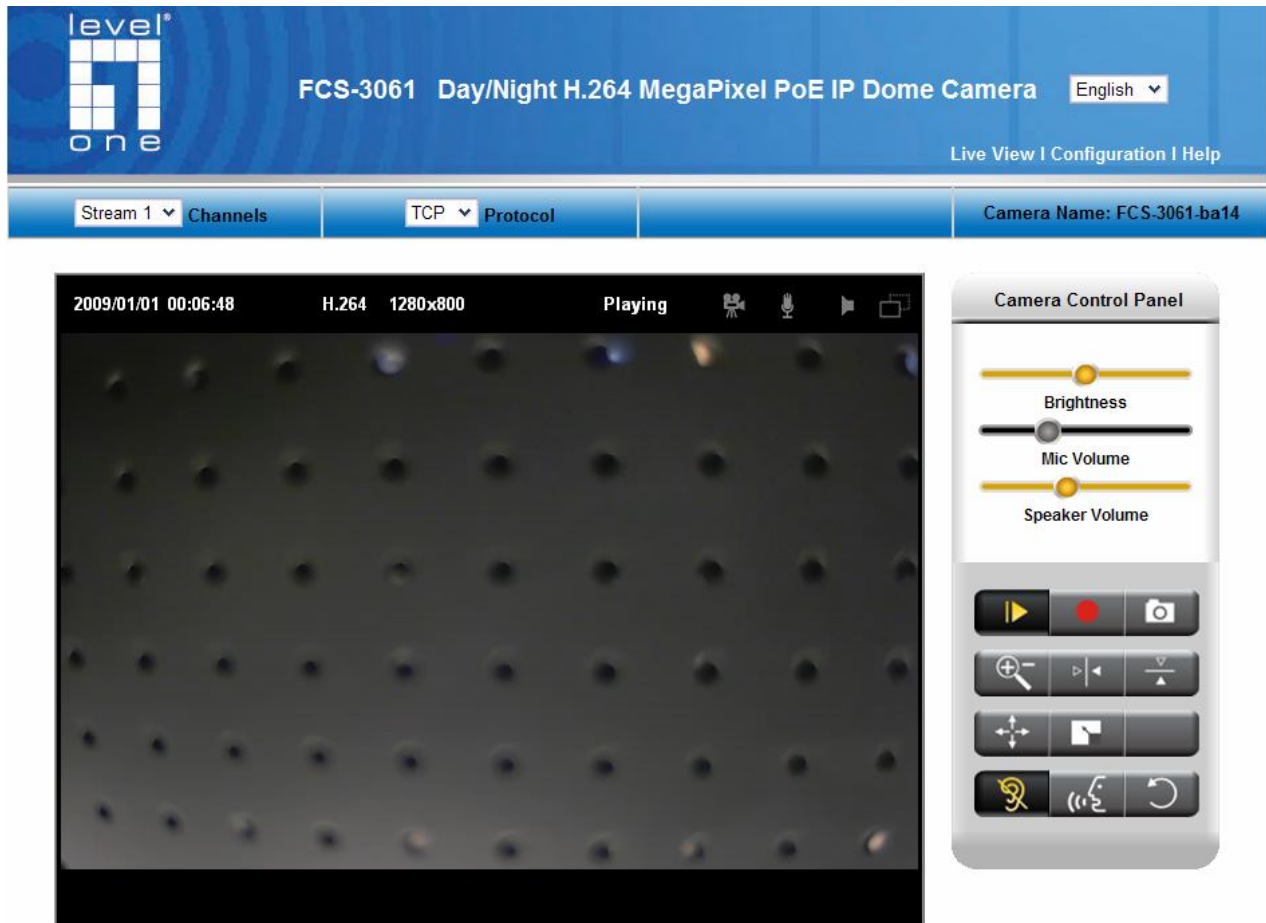 level®
one
FCS-3061 Day/Night H.264 MegaPixel PoE IP Dome Camera
English
Live View I Configuration I Help
Stream 1 Channels
TCP Protocol
Camera Name: FCS-3061-ba14
2009/01/01 00:06:48 H.264 1280x800 Playing
Camera Control Panel
Brightness
Mic Volume
Speaker Volume